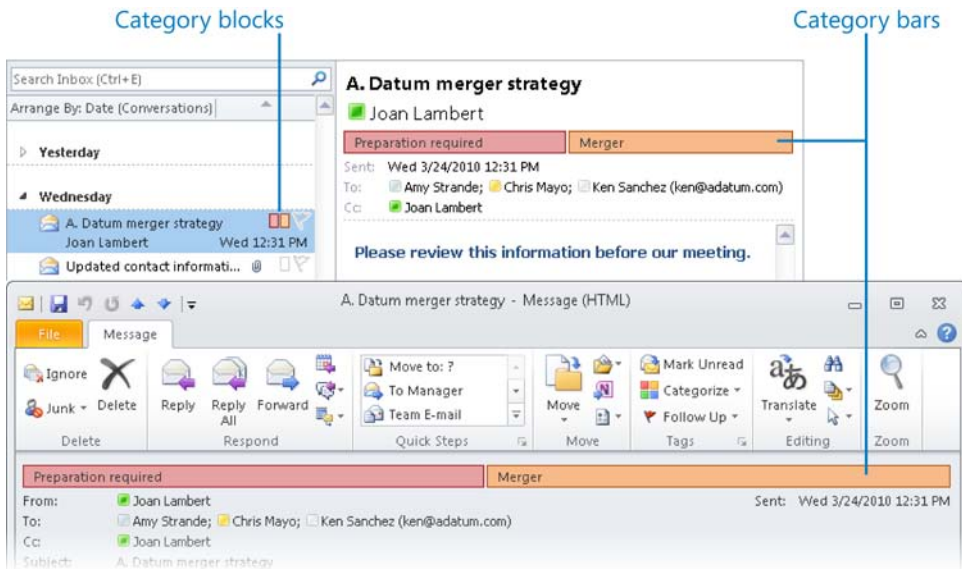 Category blocks
Category bars
Search Inbox (Ctrl+E)
Arrange By: Date (Conversations)
Yesterday
Wednesday
A. Datum merger strategy
Joan Lambert Wed 12:31 PM
Updated contact informati...
A. Datum merger strategy
Joan Lambert
Preparation required Merger
Sent: Wed 3/24/2010 12:31 PM
To: Amy Strande; Chris Mayo; Ken Sanchez (ken@adatum.com)
Cc: Joan Lambert
Please review this information before our meeting.
A. Datum merger strategy - Message (HTML)
File Message
Ignore
Junk
Delete
Delete
Reply
Reply All
Forward
Respond
Move to: ?
To Manager
Team E-mail
Quick Steps
Move
Move
Mark Unread
Categorize
Follow Up
Tags
Translate
Editing
Zoom
Zoom
Preparation required Merger
From: Joan Lambert Sent: Wed 3/24/2010 12:31 PM
To: Amy Strande; Chris Mayo; Ken Sanchez (ken@adatum.com)
Cc: Joan Lambert
Subject: A. Datum merger strategy